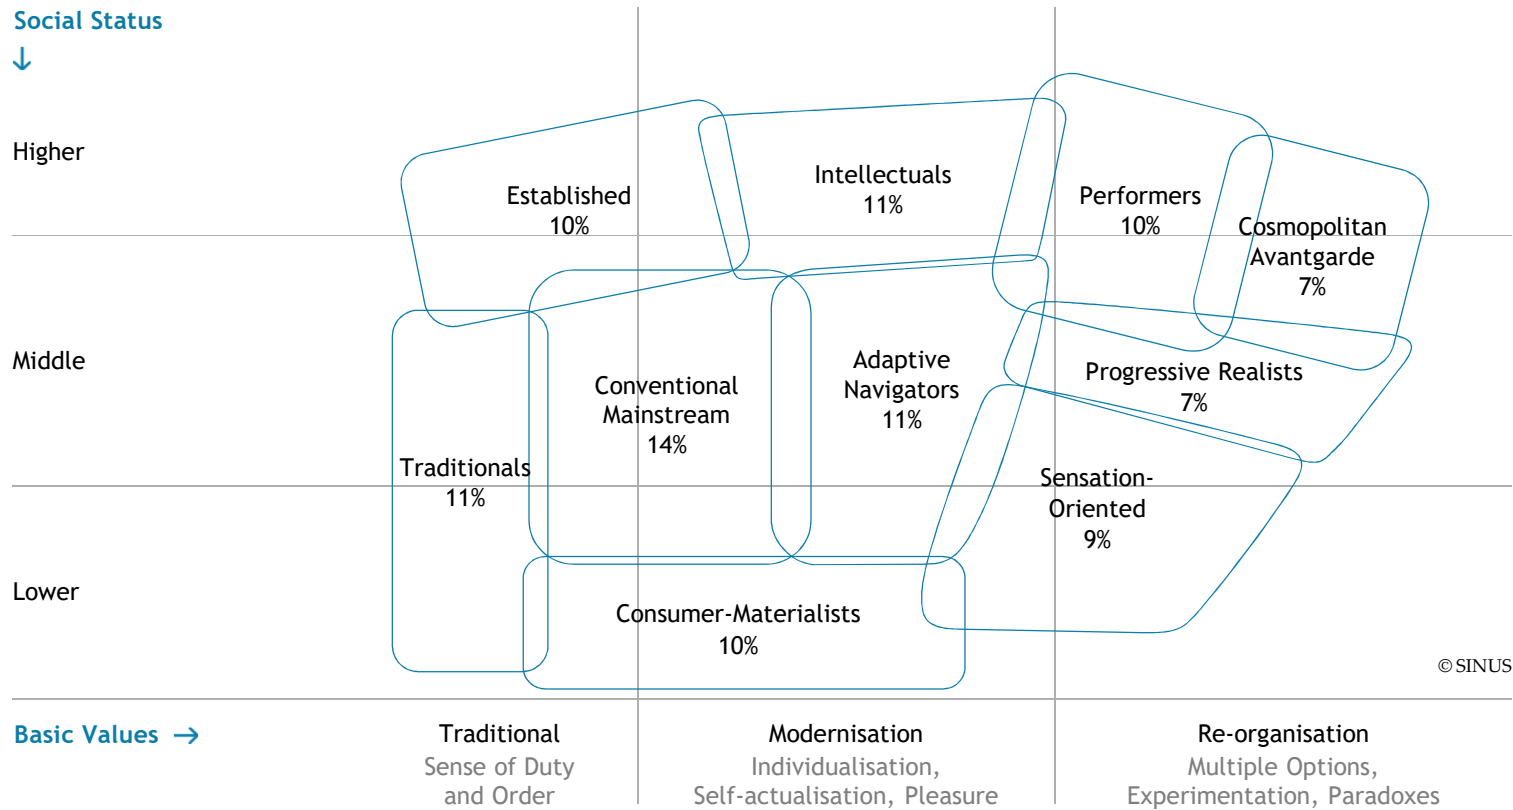 Social Status
↓
Higher
Established
10%
Intellectuals
11%
Performers
10%
Cosmopolitan
Avantgarde
7%
Middle
Traditionals
11%
Conventional
Mainstream
14%
Adaptive
Navigators
11%
Progressive Realists
7%
Sensation-
Oriented
9%
Lower
Consumer-Materialists
10%
© SINUS
Basic Values →
Traditional
Sense of Duty
and Order
Modernisation
Individualisation,
Self-actualisation, Pleasure
Re-organisation
Multiple Options,
Experimentation, Paradoxes